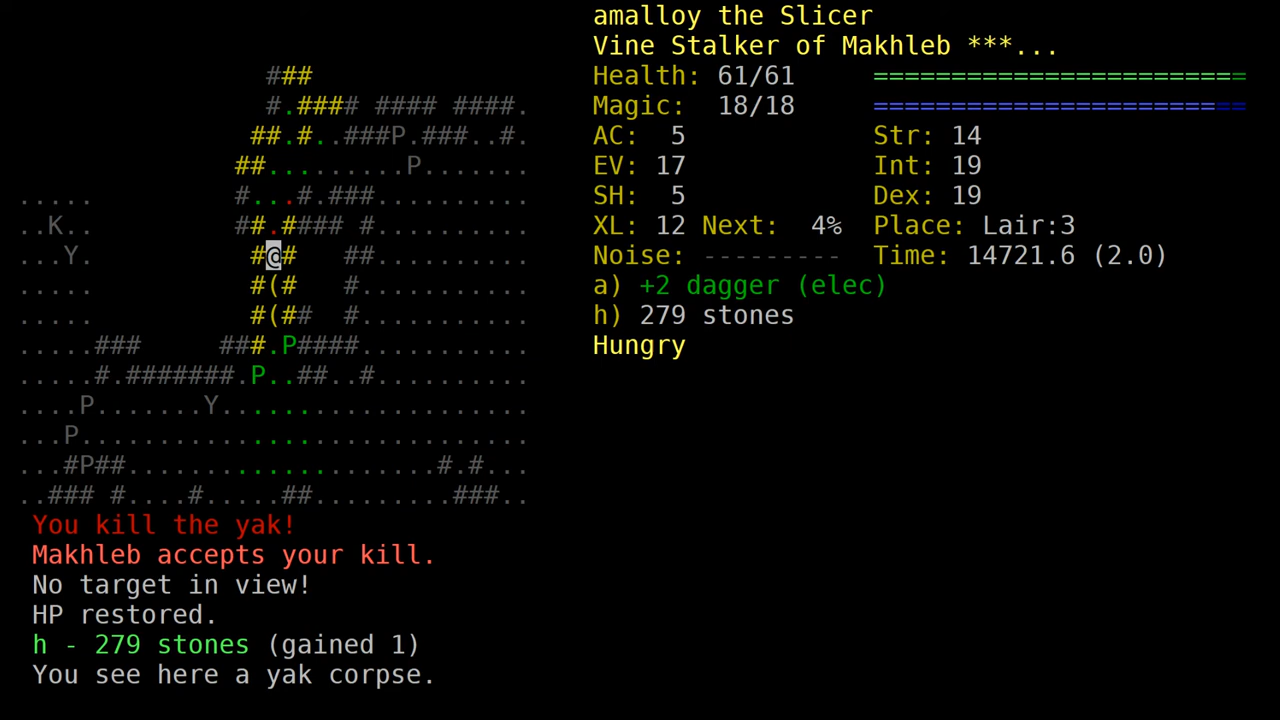 amalloy the Slicer
Vine Stalker of Makhleb ***...
Health: 61/61 ========================
Magic: 18/18 ========================
AC: 5 Str: 14
EV: 17 Int: 19
SH: 5 Dex: 19
XL: 12 Next: 4% Place: Lair:3
Noise: --------- Time: 14721.6 (2.0)
a) +2 dagger (elec)
h) 279 stones
Hungry
###
#.#### #### ####.
##.#..###P.###..#.
##.........P.......
..... #...#.###..........
..K.. ##.##### #..........
...Y. #@# ##..........
..... #(# #...........
..... #(## #...........
.....### ###.P####...........
.....#.#######.P..##..#..........
....P.......Y.....................
...P..............................
...#P##.....................#.#...
..### #....#.....##.........###..
You kill the yak!
Makhleb accepts your kill.
No target in view!
HP restored.
h - 279 stones (gained 1)
You see here a yak corpse.